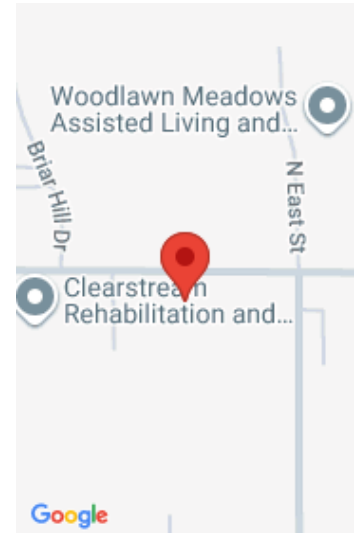 Woodlawn Meadows
Assisted Living and...
Briar Hill Dr
N East St
Clearstream
Rehabilitation and...
Google